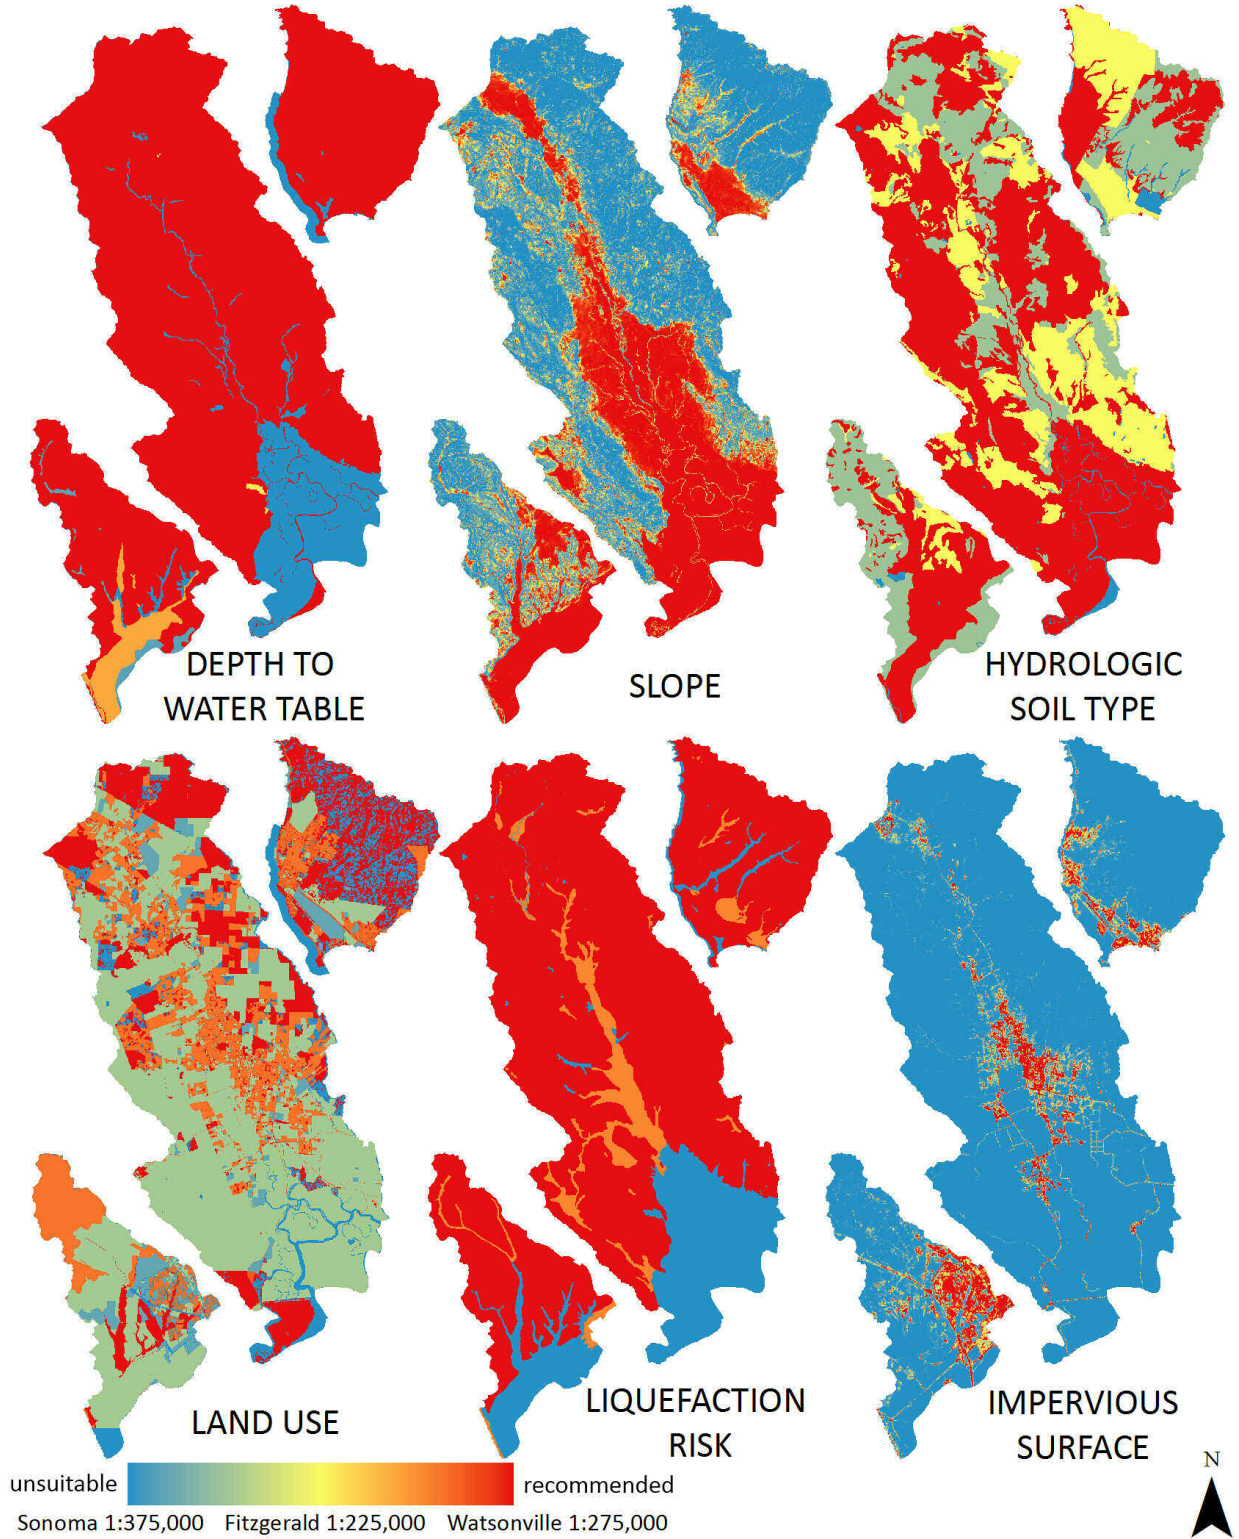 DEPTH TO
WATER TABLE
SLOPE
HYDROLOGIC
SOIL TYPE
LAND USE
LIQUEFACTION
RISK
IMPERVIOUS
SURFACE
N
unsuitable
recommended
Sonoma 1:375,000 Fitzgerald 1:225,000 Watsonville 1:275,000